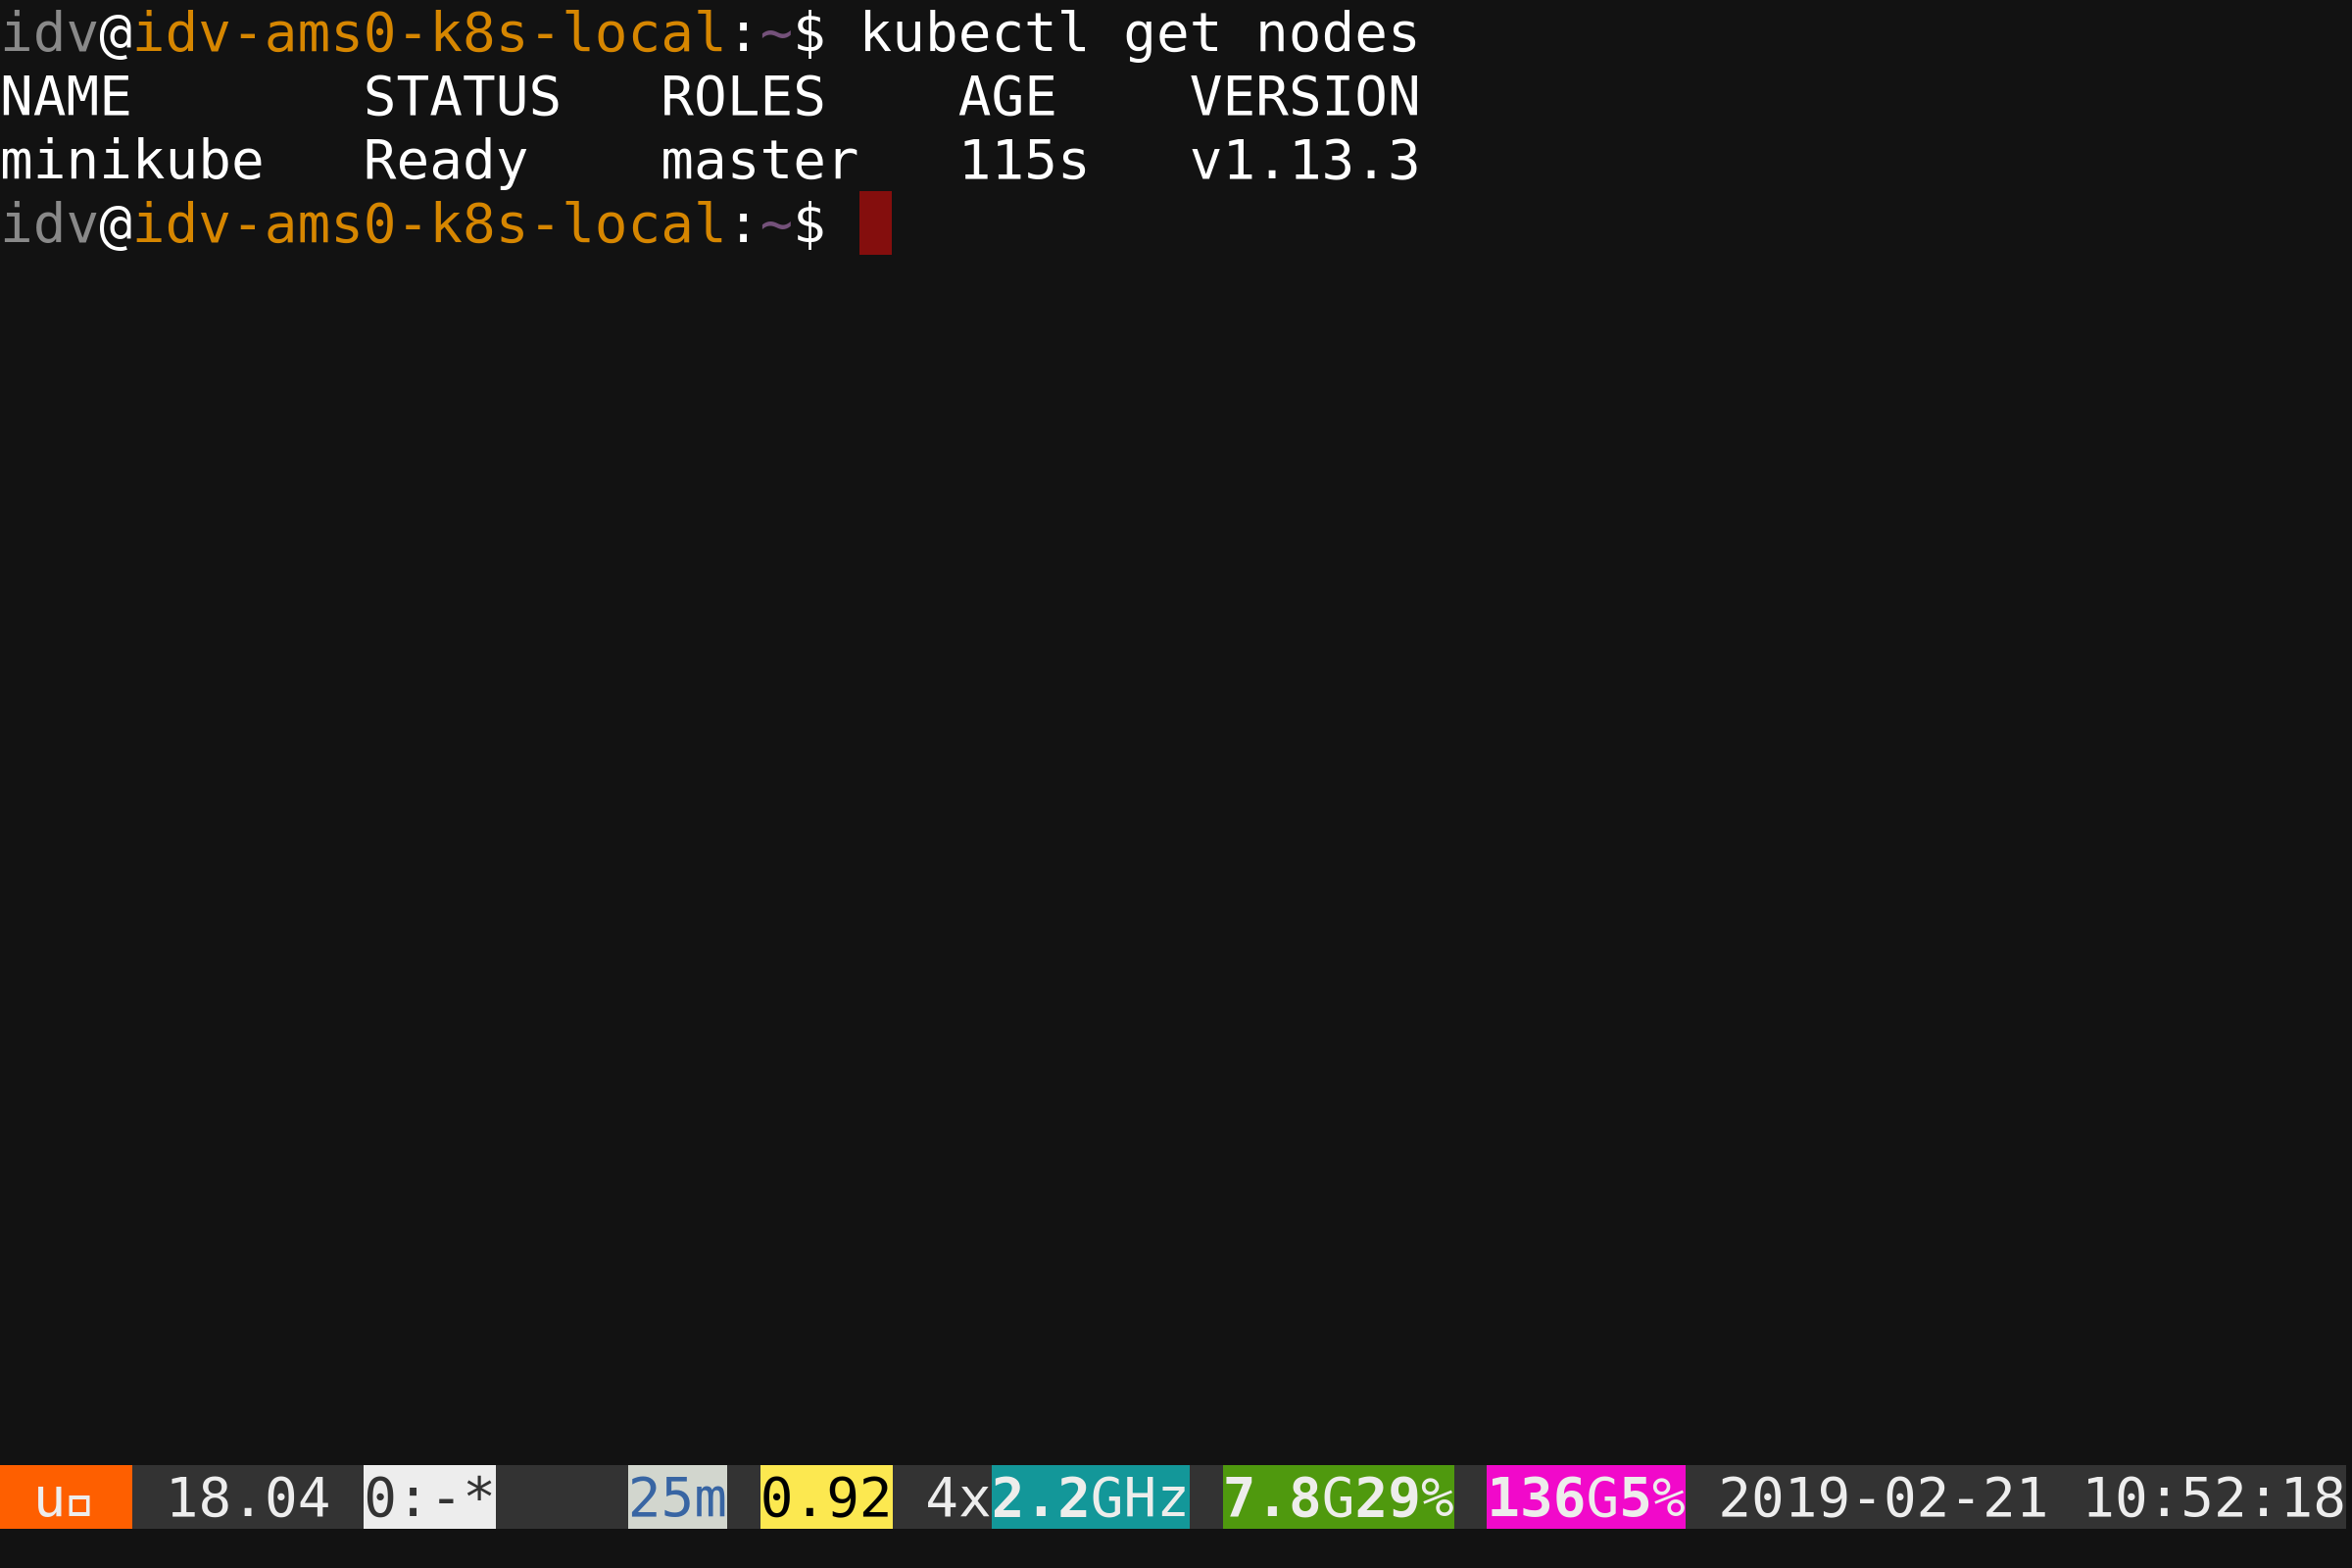 idv@idv-ams0-k8s-local:~$ kubectl get nodes
NAME       STATUS   ROLES    AGE    VERSION
minikube   Ready    master   115s   v1.13.3
idv@idv-ams0-k8s-local:~$
u 18.04 0:-* 25m 0.92 4x2.2GHz 7.8G29% 136G5% 2019-02-21 10:52:18